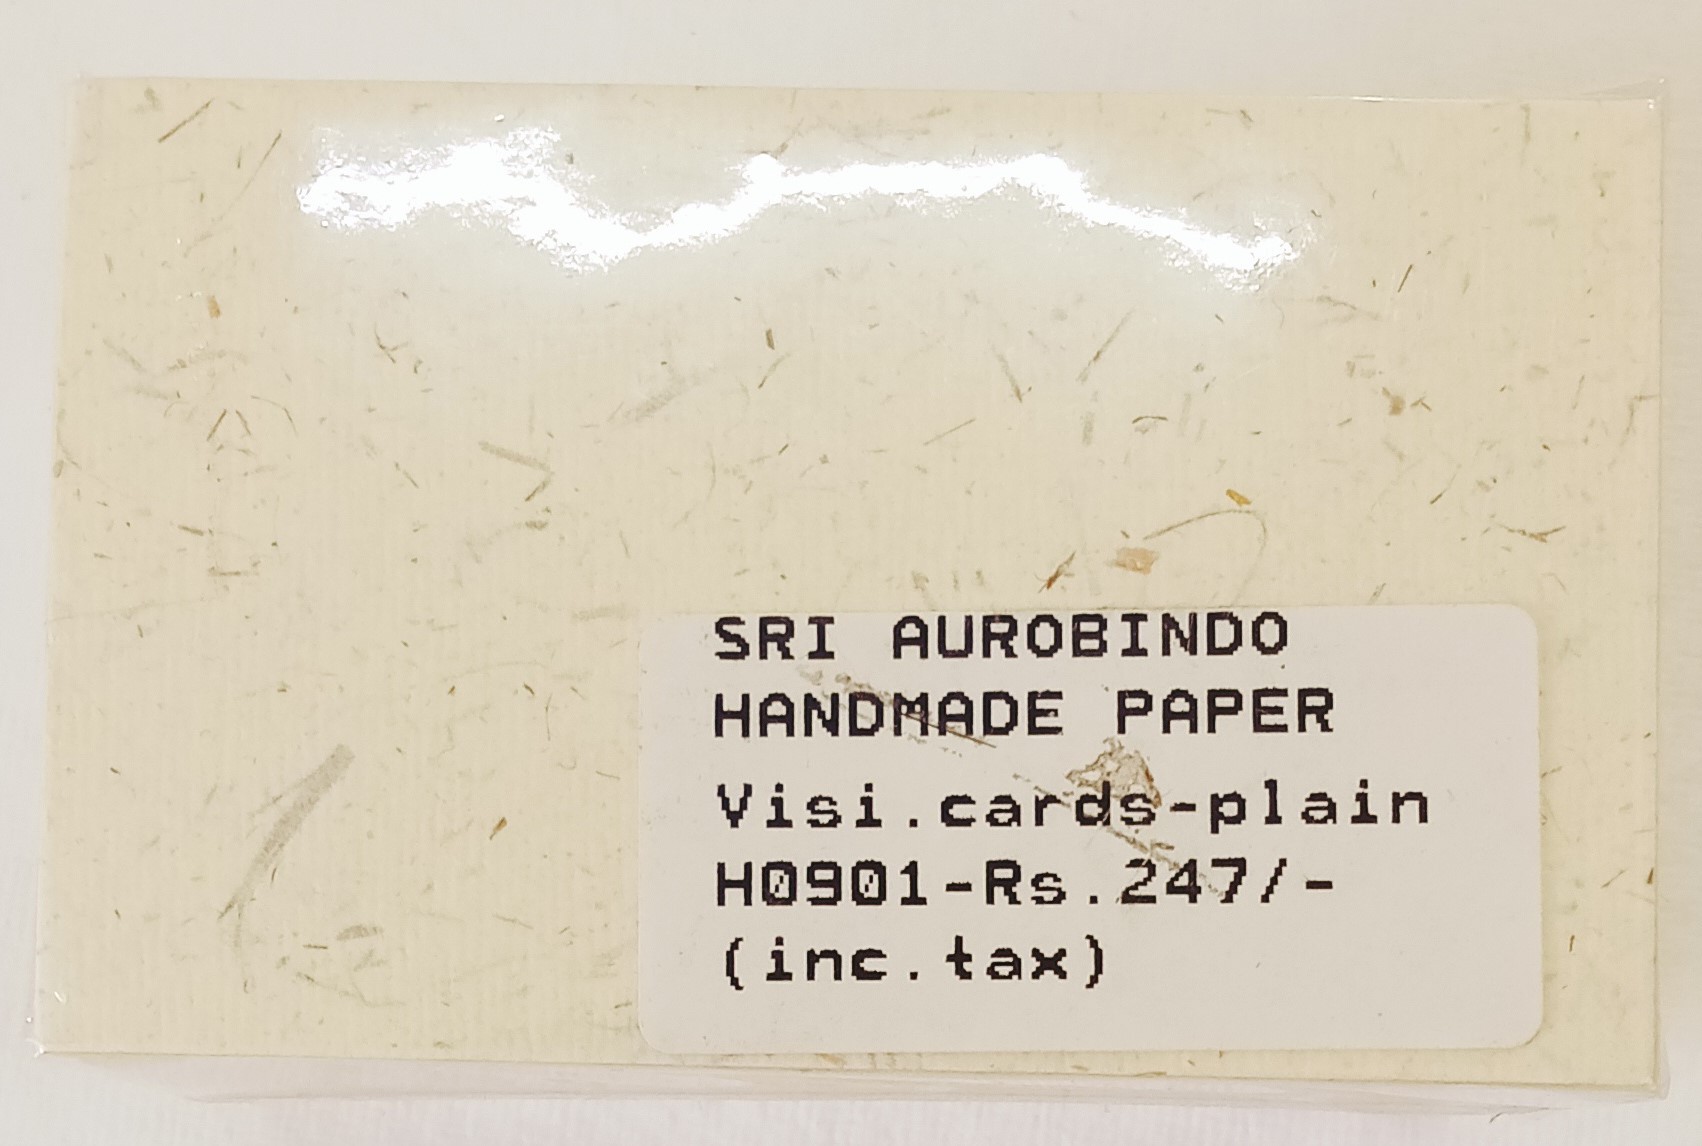 SRI AUROBINDO
HANDMADE PAPER
Visi.cards-plain
H0901-Rs.247/-
(inc.tax)